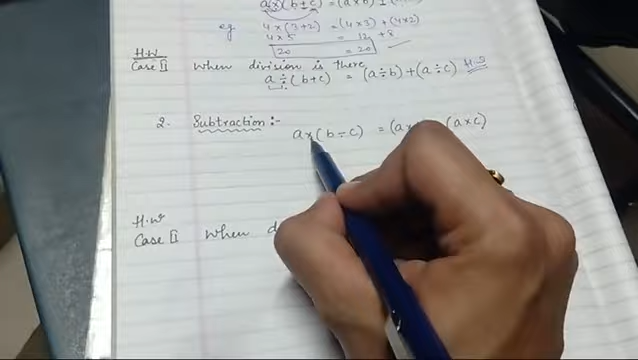 a(x)(b±c) = (a×b) ±
eg 4×(3+2) = (4×3)+(4×2)
4×5 = 12+8
20 = 20
H.W
Case II When division is there
a÷(b+c) = (a÷b)+(a÷c) H.S
2. Subtraction :-
a×(b-c) = (a× (a×c)
H.W
Case II When d